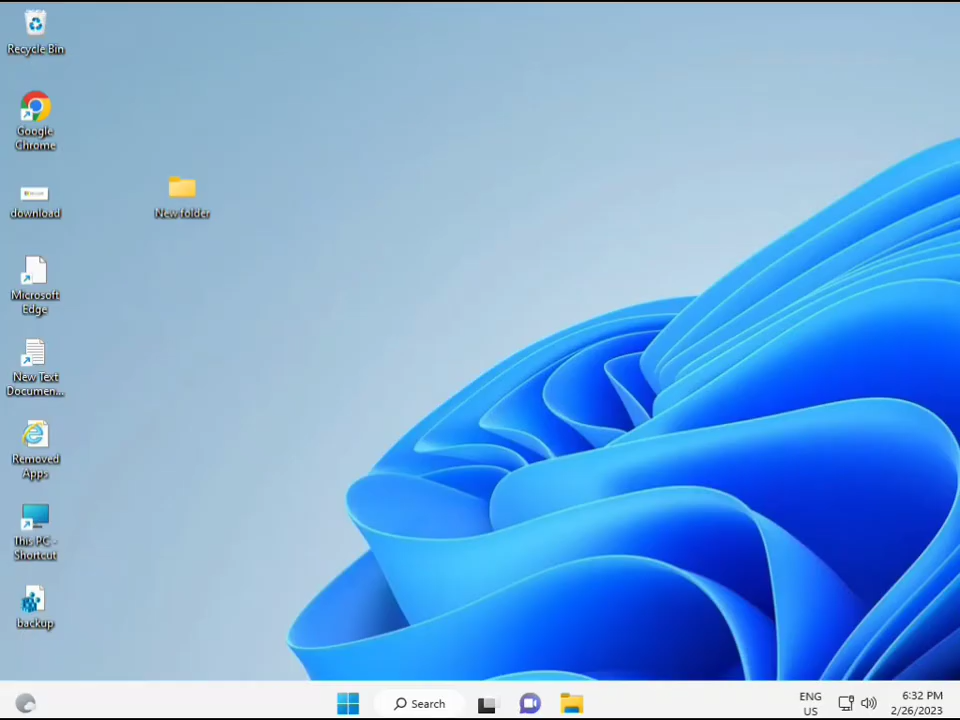 Recycle Bin
Google
Chrome
download
New folder
Microsoft
Edge
New Text
Documen...
Removed
Apps
This PC -
Shortcut
backup
Search
ENG
US
6:32 PM
2/26/2023